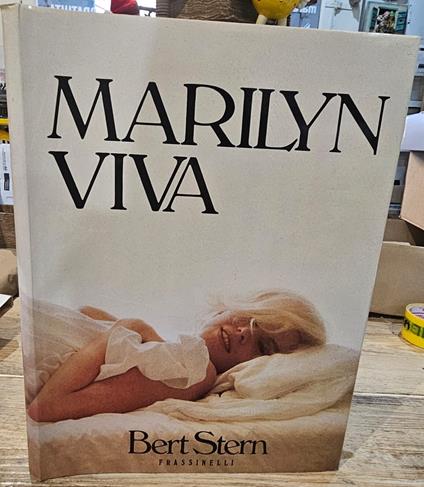 MARILYN
VIVA
Bert Stern
FRASSINELLI